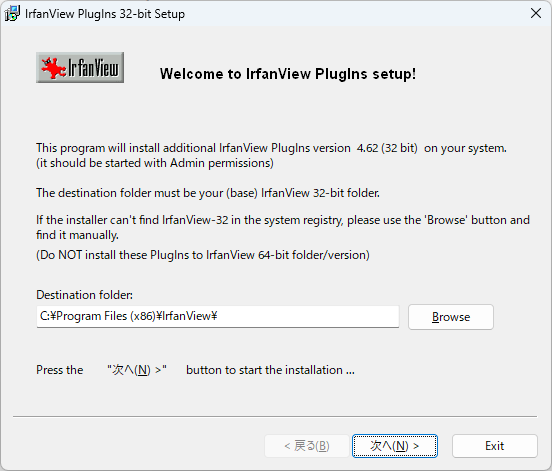 IrfanView PlugIns 32-bit Setup
IrfanView
Welcome to IrfanView PlugIns setup!
This program will install additional IrfanView PlugIns version 4.62 (32 bit) on your system.
(it should be started with Admin permissions)
The destination folder must be your (base) IrfanView 32-bit folder.
If the installer can't find IrfanView-32 in the system registry, please use the 'Browse' button and
find it manually.
(Do NOT install these PlugIns to IrfanView 64-bit folder/version)
Destination folder:
C:¥Program Files (x86)¥IrfanView¥
Browse
Press the "次へ(N) >" button to start the installation ...
< 戻る(B)
次へ(N) >
Exit